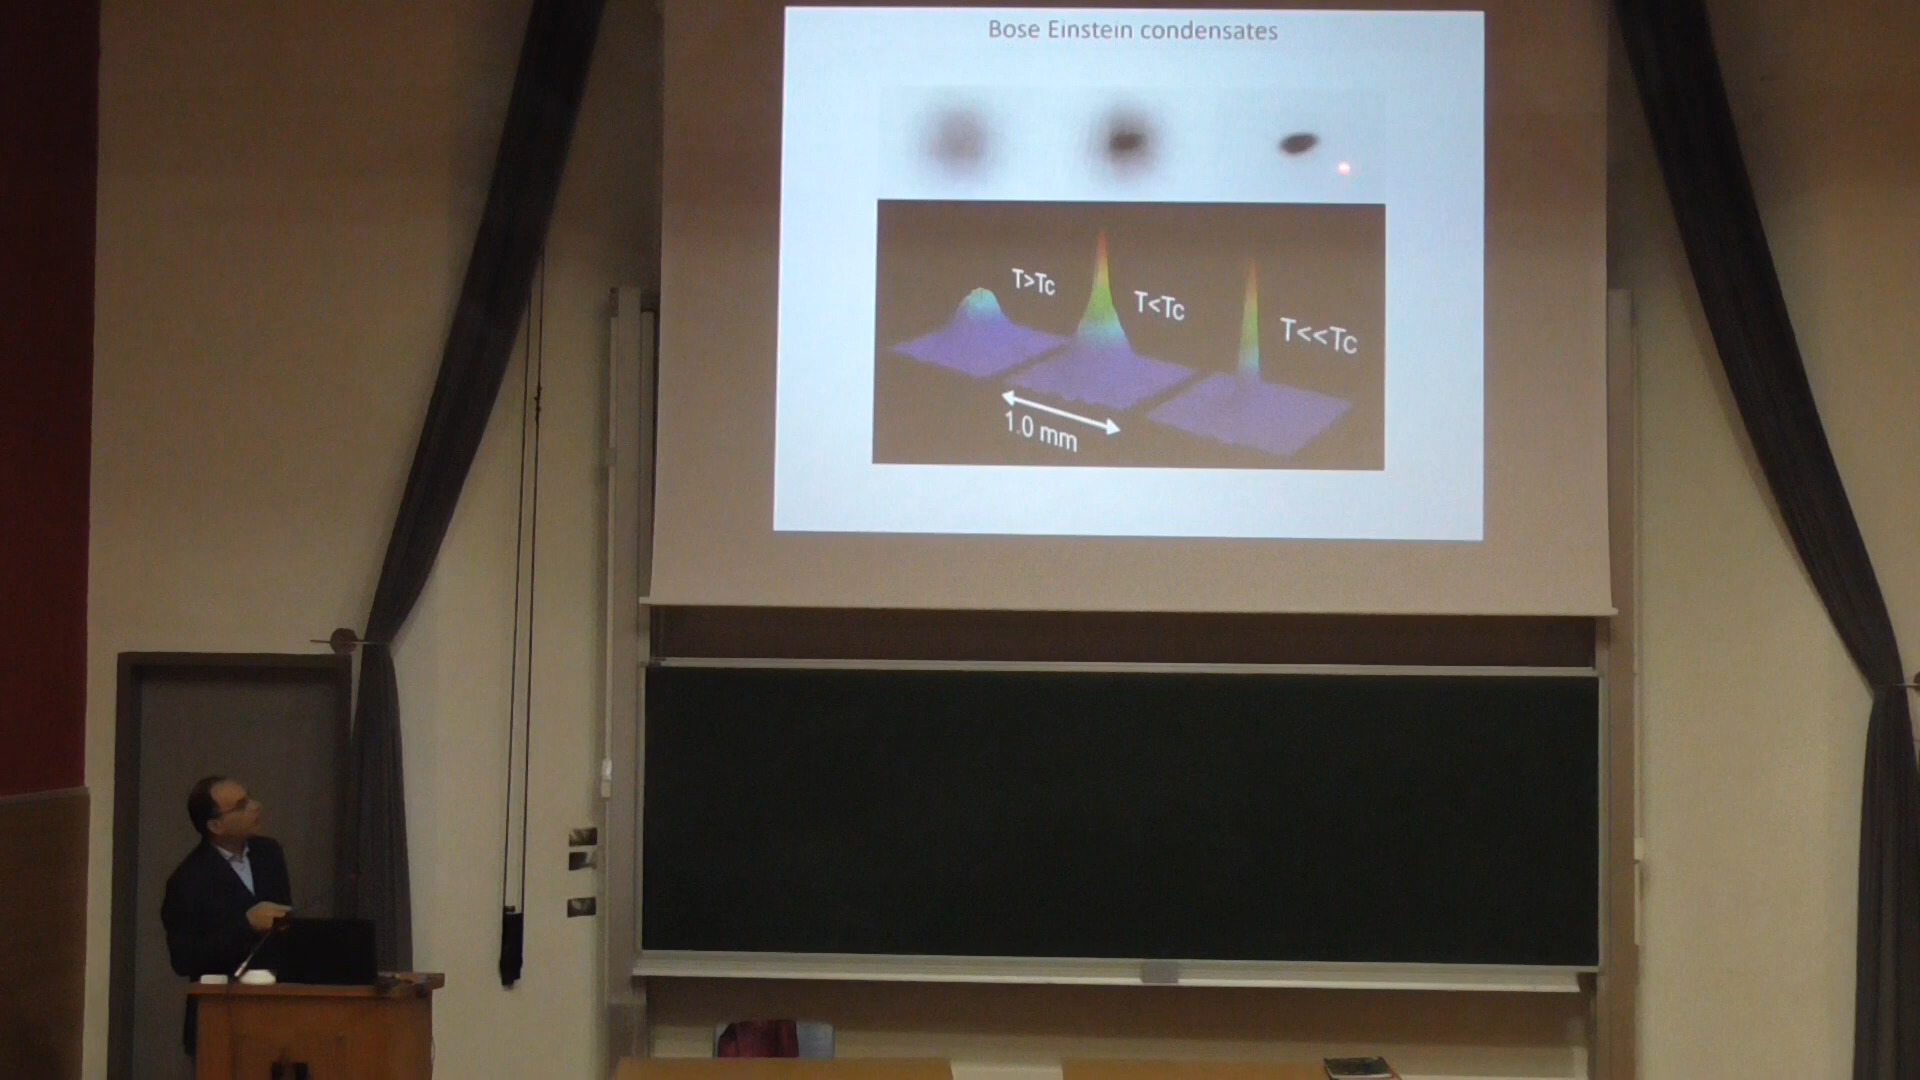 Bose Einstein condensates
T>Tc
T<Tc
T<<Tc
1.0 mm